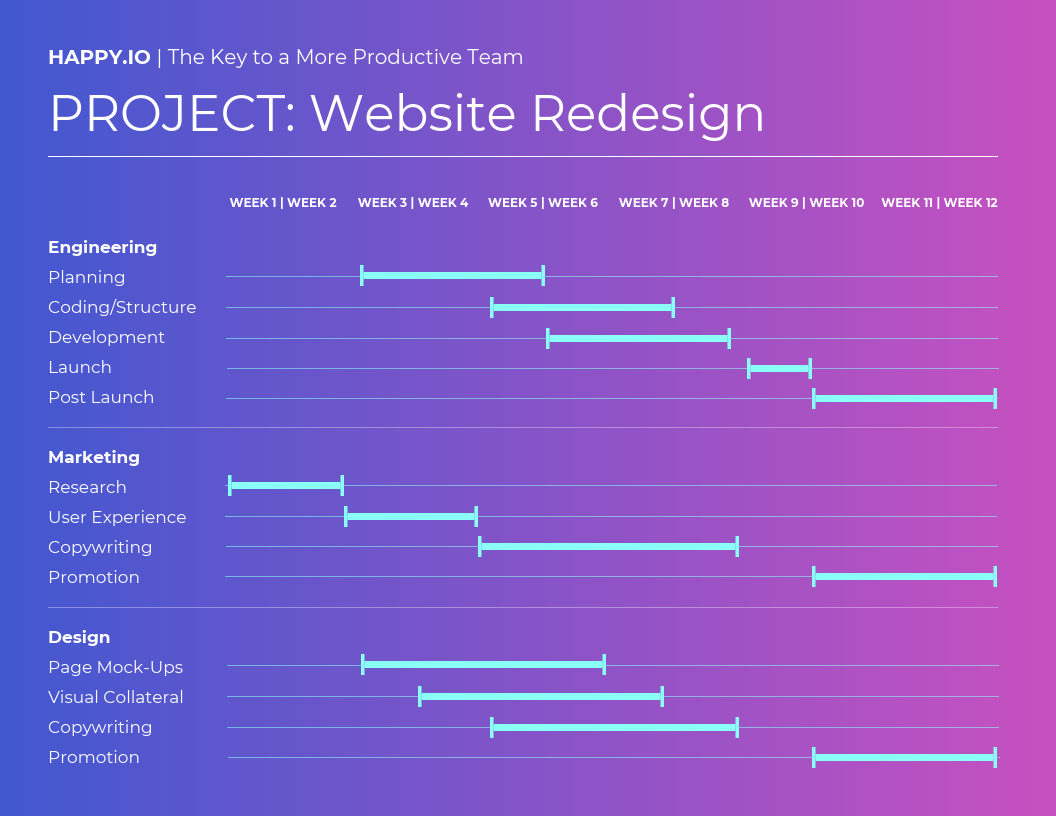 HAPPY.IO | The Key to a More Productive Team
PROJECT: Website Redesign
WEEK 1 | WEEK 2 WEEK 3 | WEEK 4 WEEK 5 | WEEK 6 WEEK 7 | WEEK 8 WEEK 9 | WEEK 10 WEEK 11 | WEEK 12
Engineering
Planning
Coding/Structure
Development
Launch
Post Launch
Marketing
Research
User Experience
Copywriting
Promotion
Design
Page Mock-Ups
Visual Collateral
Copywriting
Promotion